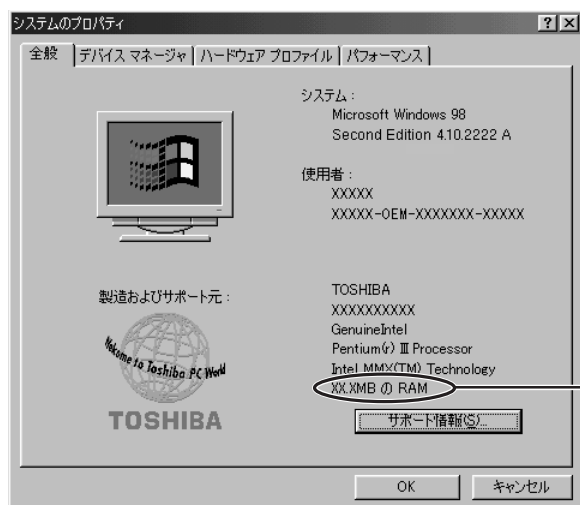 システムのプロパティ
? ×
全般 デバイス マネージャ ハードウェア プロファイル パフォーマンス
システム :
Microsoft Windows 98
Second Edition 4.10.2222 A
使用者 :
XXXXX
XXXXX-OEM-XXXXXXX-XXXXX
製造およびサポート元 :
Welcome to Toshiba PC World
TOSHIBA
TOSHIBA
XXXXXXXXXX
GenuineIntel
Pentium(r) III Processor
Intel MMX(TM) Technology
XX.XMB の RAM
サポート情報(S)...
OK キャンセル